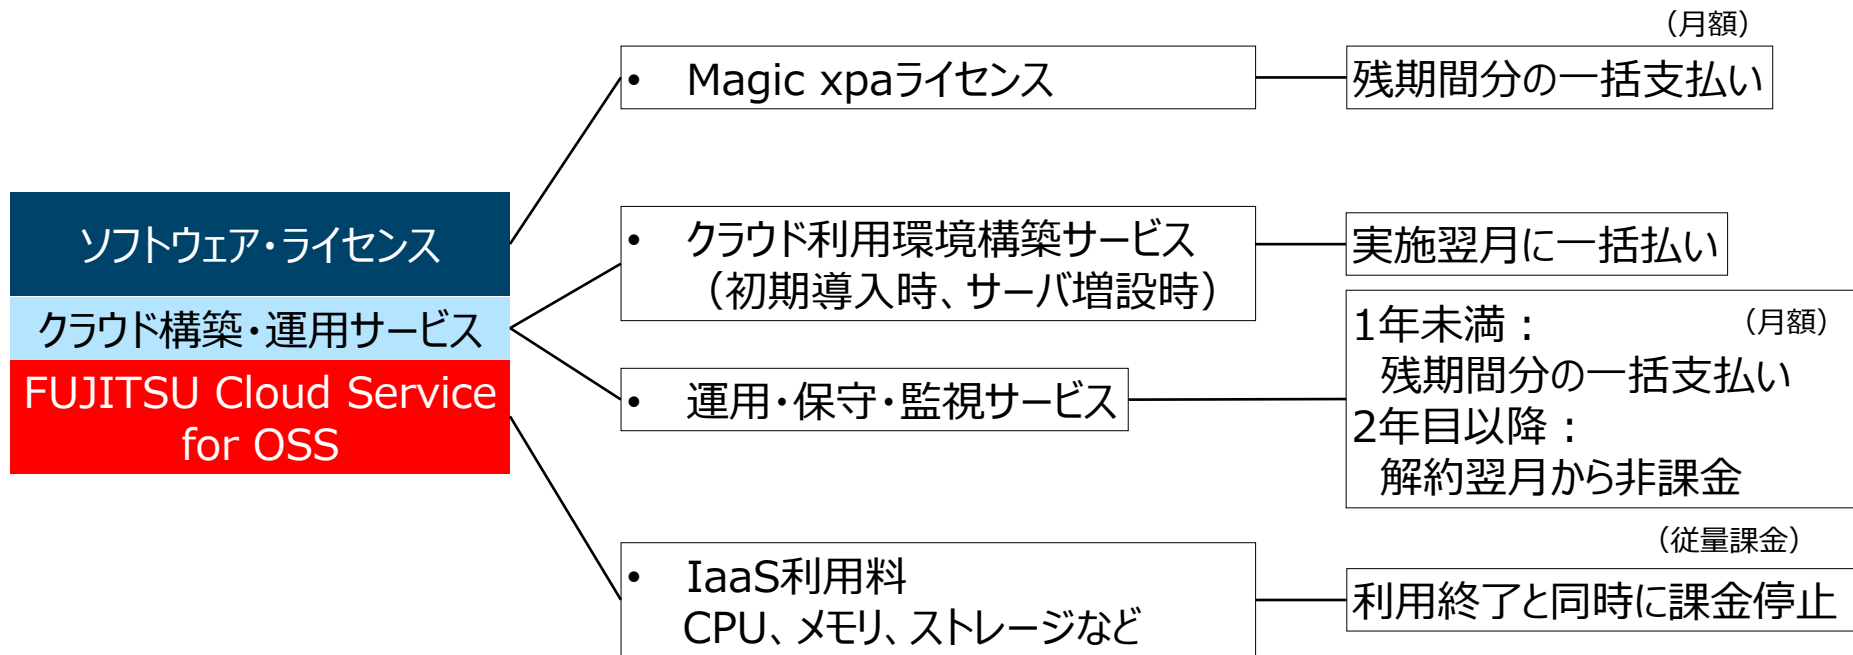 ソフトウェア・ライセンス
クラウド構築・運用サービス
FUJITSU Cloud Service
for OSS
• Magic xpaライセンス
（月額）
残期間分の一括支払い
• クラウド利用環境構築サービス
（初期導入時、サーバ増設時）
実施翌月に一括払い
• 運用・保守・監視サービス
1年未満：
（月額）
残期間分の一括支払い
2年目以降：
解約翌月から非課金
• IaaS利用料
CPU、メモリ、ストレージなど
（従量課金）
利用終了と同時に課金停止